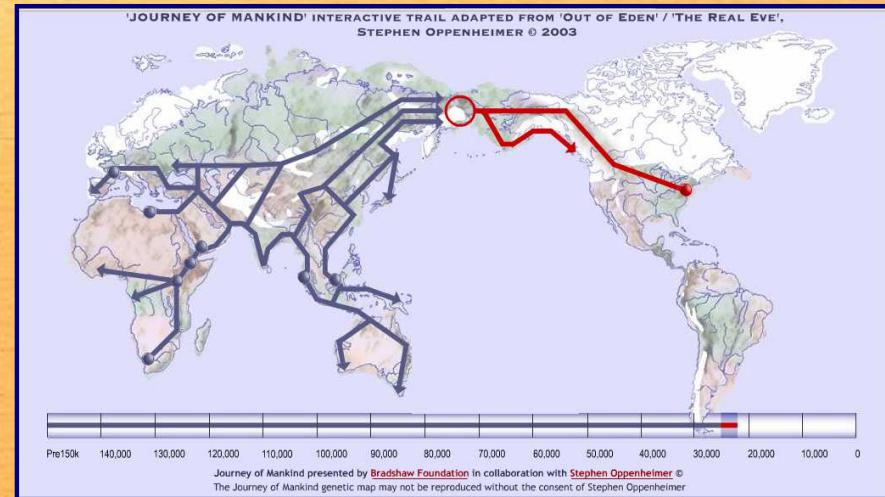 'JOURNEY OF MANKIND' INTERACTIVE TRAIL ADAPTED FROM 'OUT OF EDEN' / 'THE REAL EVE',
STEPHEN OPPENHEIMER © 2003
Pre150k 140,000 130,000 120,000 110,000 100,000 90,000 80,000 70,000 60,000 50,000 40,000 30,000 20,000 10,000 0
Journey of Mankind presented by Bradshaw Foundation in collaboration with Stephen Oppenheimer ©
The Journey of Mankind genetic map may not be reproduced without the consent of Stephen Oppenheimer